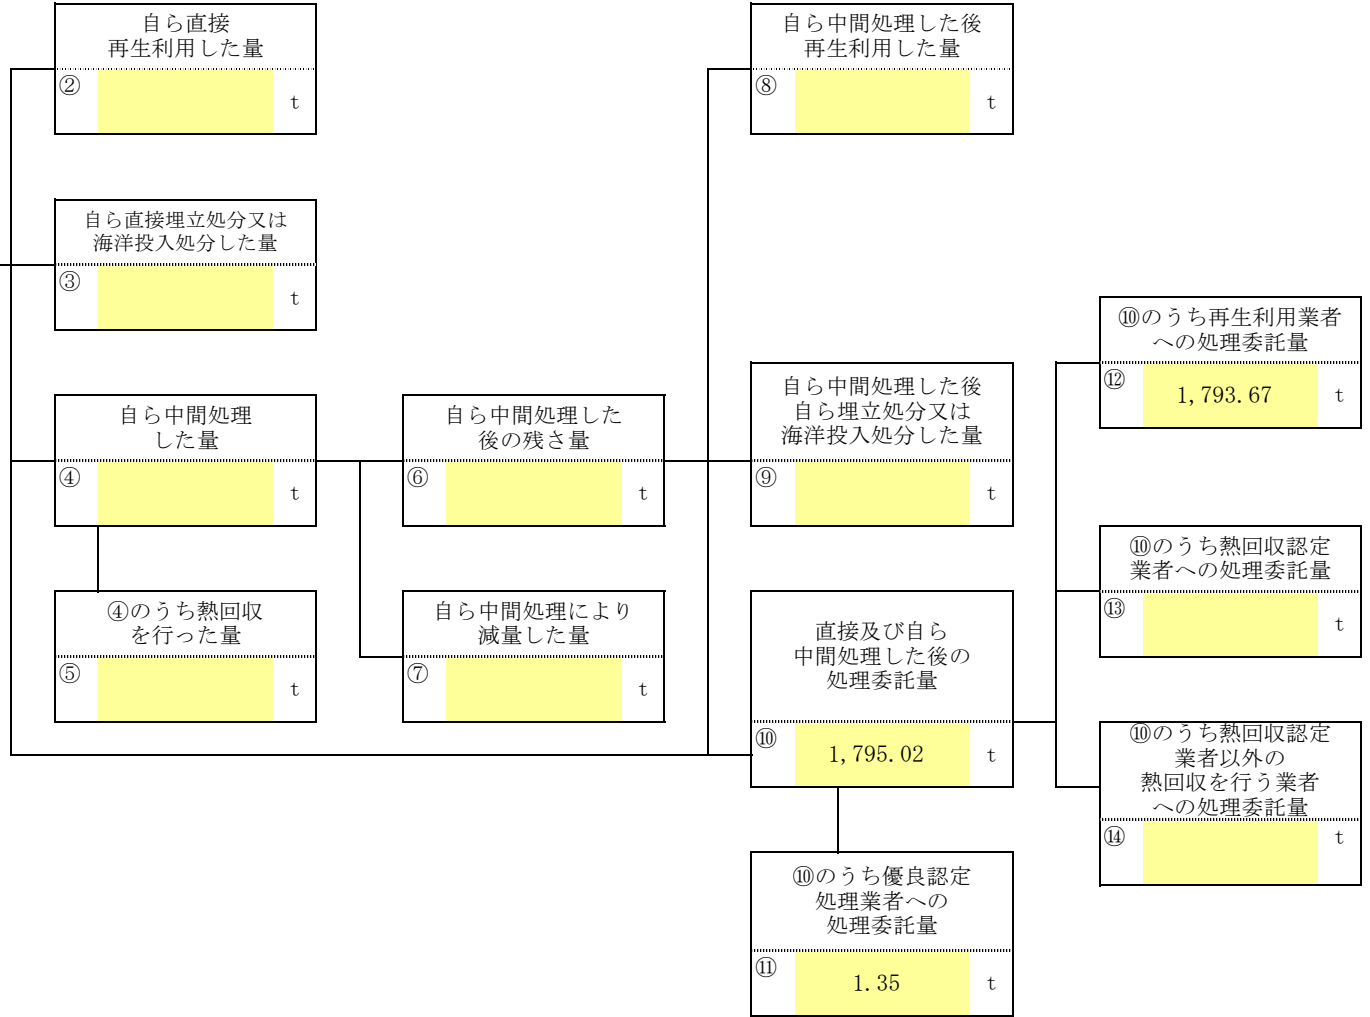 自ら直接
再生利用した量
②
t
自ら中間処理した後
再生利用した量
⑧
t
自ら直接埋立処分又は
海洋投入処分した量
③
t
⑩のうち再生利用業者
への処理委託量
⑫
1,793.67
t
自ら中間処理
した量
④
t
自ら中間処理した
後の残さ量
⑥
t
自ら中間処理した後
自ら埋立処分又は
海洋投入処分した量
⑨
t
⑩のうち熱回収認定
業者への処理委託量
⑬
t
④のうち熱回収
を行った量
⑤
t
自ら中間処理により
減量した量
⑦
t
直接及び自ら
中間処理した後の
処理委託量
⑩
1,795.02
t
⑩のうち熱回収認定
業者以外の
熱回収を行う業者
への処理委託量
⑭
t
⑩のうち優良認定
処理業者への
処理委託量
⑪
1.35
t